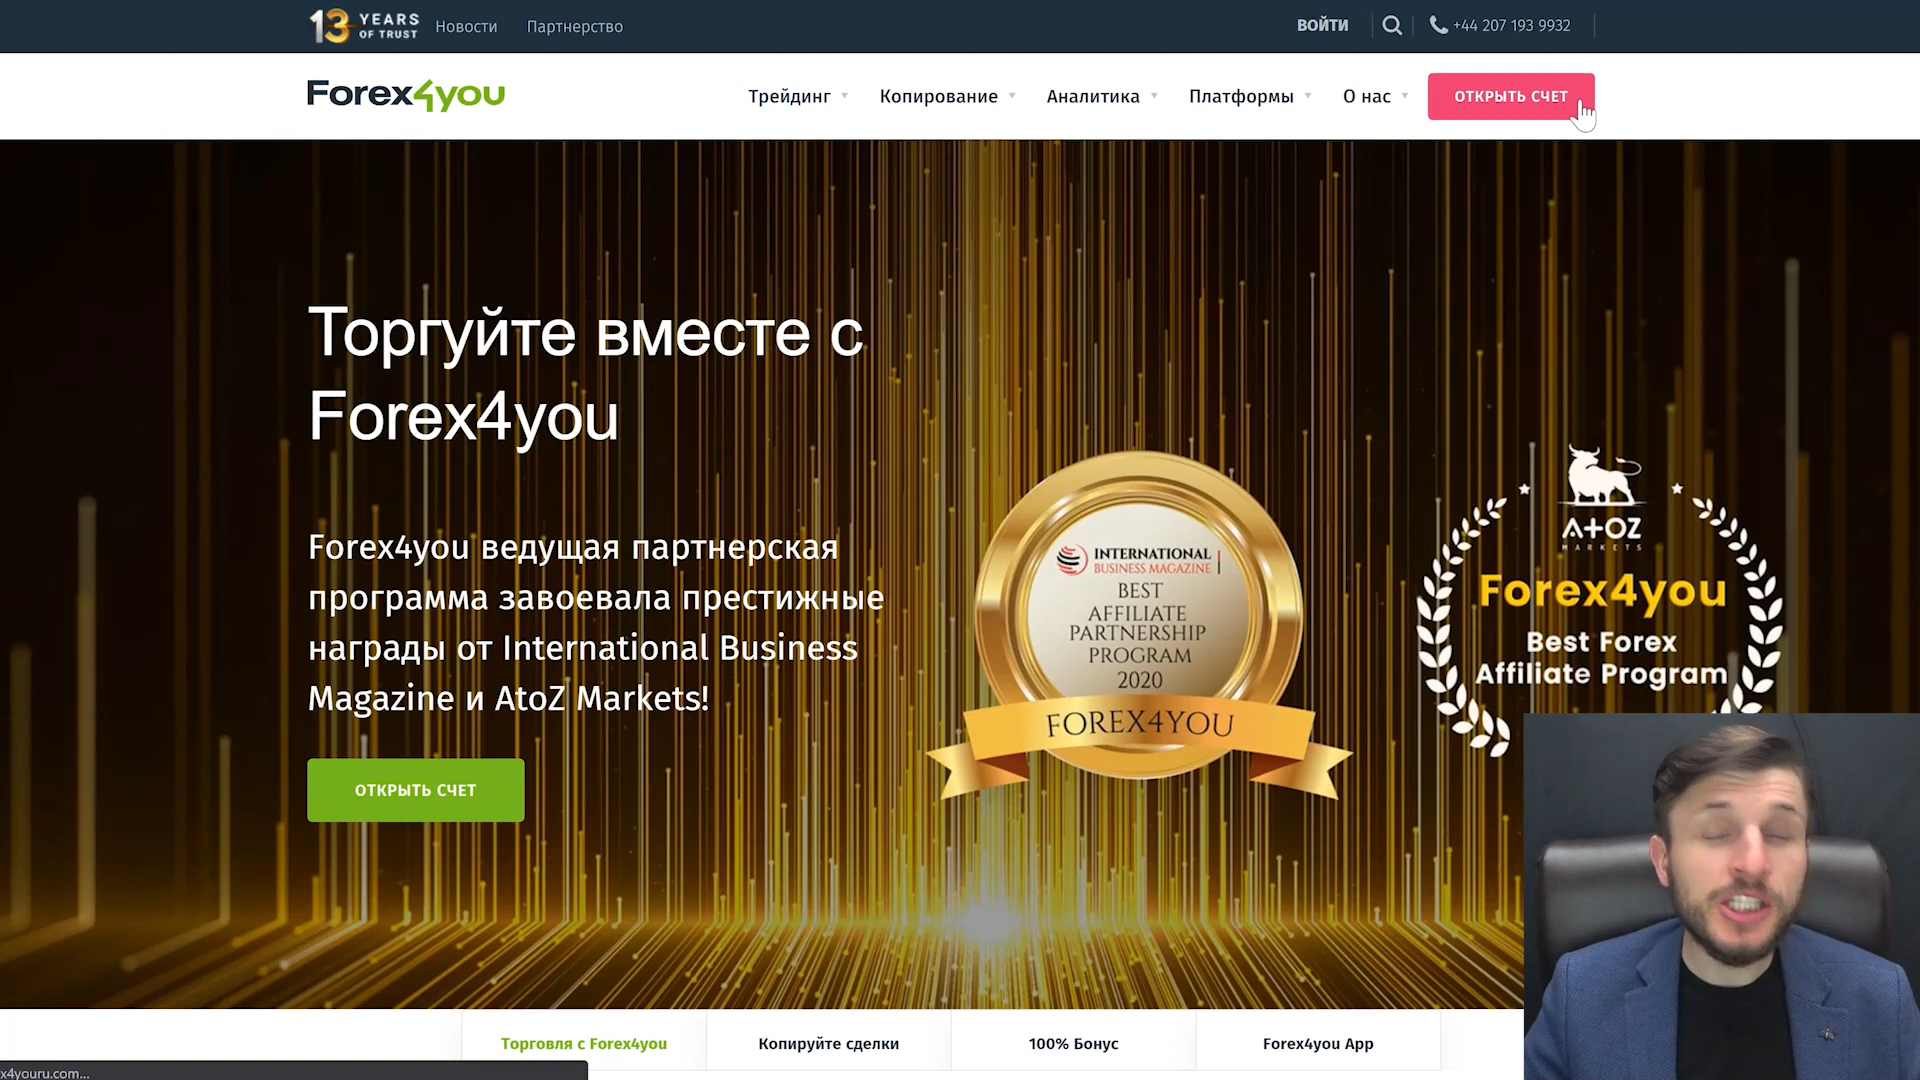 13 YEARS OF TRUST
Новости
Партнерство
ВОЙТИ
+44 207 193 9932
Forex4you
Трейдинг
Копирование
Аналитика
Платформы
О нас
ОТКРЫТЬ СЧЕТ
Торгуйте вместе с
Forex4you
Forex4you ведущая партнерская
программа завоевала престижные
награды от International Business
Magazine и AtoZ Markets!
ОТКРЫТЬ СЧЕТ
INTERNATIONAL
BUSINESS MAGAZINE
BEST
AFFILIATE
PARTNERSHIP
PROGRAM
2020
FOREX4YOU
A+OZ
MARKETS
Forex4you
Best Forex
Affiliate Program
Торговля с Forex4you
Копируйте сделки
100% Бонус
Forex4you App
x4youru.com...